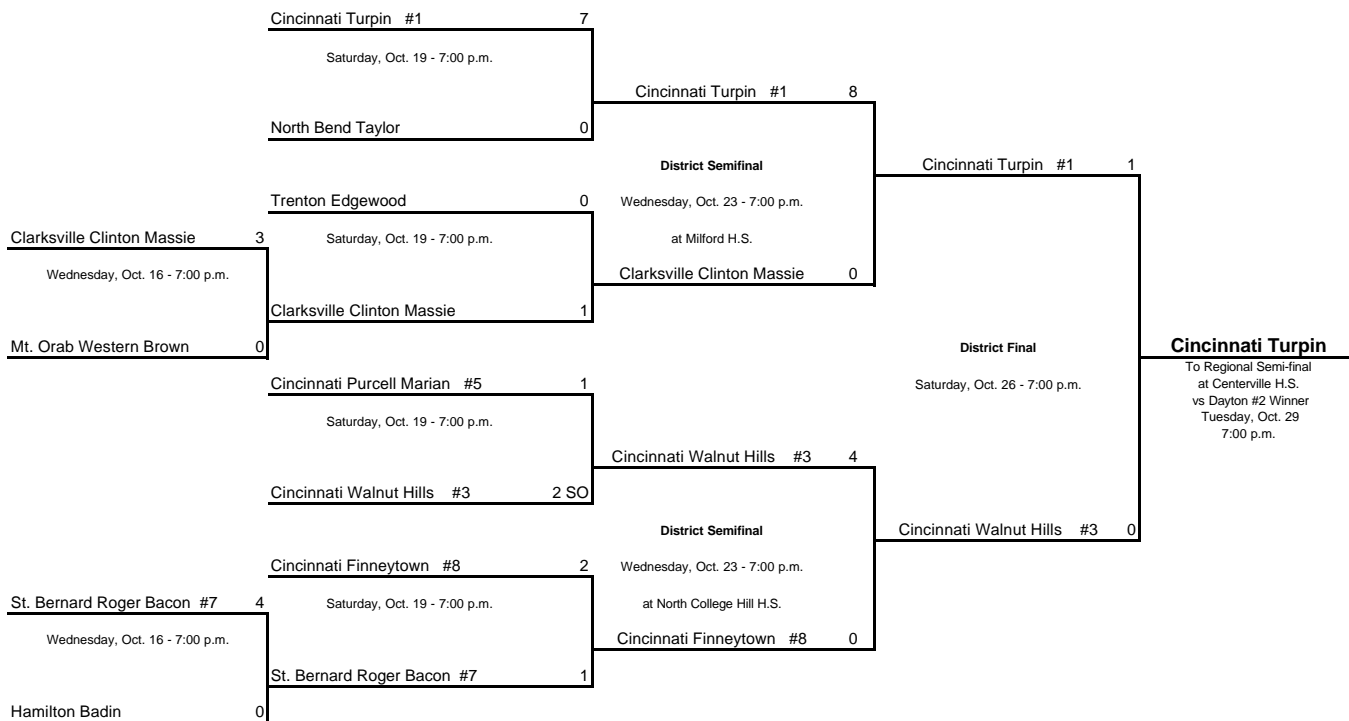 Cincinnati Turpin #1 7
Saturday, Oct. 19 - 7:00 p.m.
Cincinnati Turpin #1 8
North Bend Taylor 0
District Semifinal
Cincinnati Turpin #1 1
Trenton Edgewood 0
Wednesday, Oct. 23 - 7:00 p.m.
Clarksville Clinton Massie 3
Saturday, Oct. 19 - 7:00 p.m.
at Milford H.S.
Wednesday, Oct. 16 - 7:00 p.m.
Clarksville Clinton Massie 0
Clarksville Clinton Massie 1
Mt. Orab Western Brown 0
District Final
Cincinnati Turpin
To Regional Semi-final
at Centerville H.S.
vs Dayton #2 Winner
Tuesday, Oct. 29
7:00 p.m.
Cincinnati Purcell Marian #5 1
Saturday, Oct. 26 - 7:00 p.m.
Saturday, Oct. 19 - 7:00 p.m.
Cincinnati Walnut Hills #3 4
Cincinnati Walnut Hills #3 2 SO
District Semifinal
Cincinnati Walnut Hills #3 0
Cincinnati Finneytown #8 2
Wednesday, Oct. 23 - 7:00 p.m.
St. Bernard Roger Bacon #7 4
Saturday, Oct. 19 - 7:00 p.m.
at North College Hill H.S.
Wednesday, Oct. 16 - 7:00 p.m.
Cincinnati Finneytown #8 0
St. Bernard Roger Bacon #7 1
Hamilton Badin 0